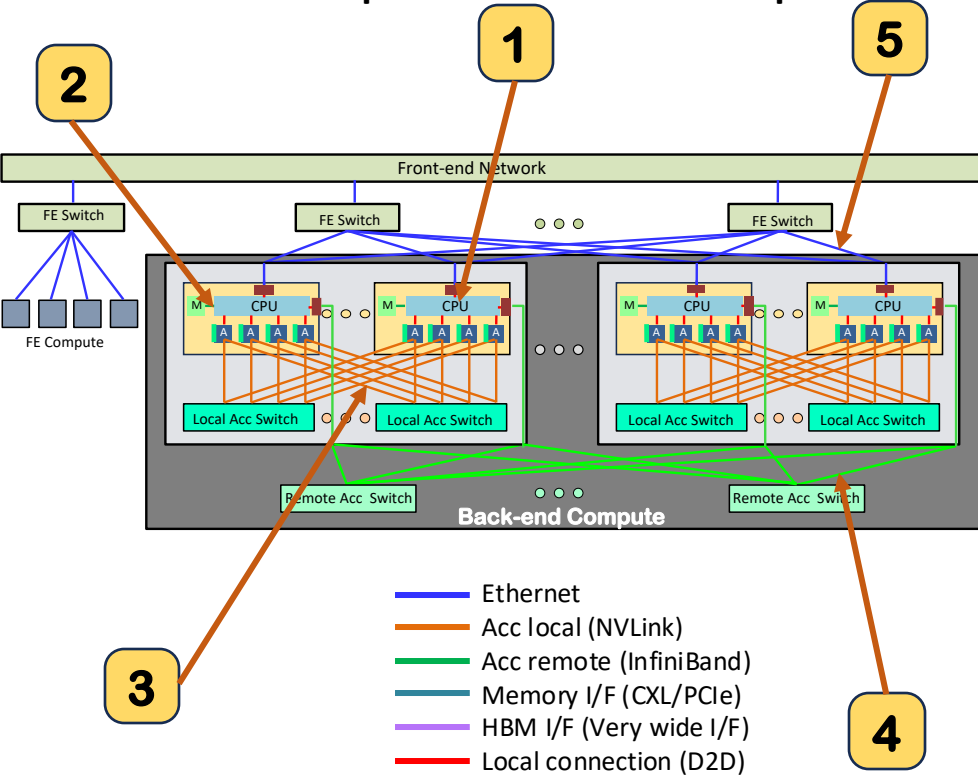 1
5
2
Front-end Network
FE Switch
FE Switch
FE Switch
M
CPU
M
CPU
M
CPU
M
CPU
A A A A
A A A A
A A A A
A A A A
FE Compute
Local Acc Switch
Local Acc Switch
Local Acc Switch
Local Acc Switch
Remote Acc Switch
Remote Acc Switch
Back-end Compute
Ethernet
Acc local (NVLink)
Acc remote (InfiniBand)
Memory I/F (CXL/PCIe)
HBM I/F (Very wide I/F)
Local connection (D2D)
3
4